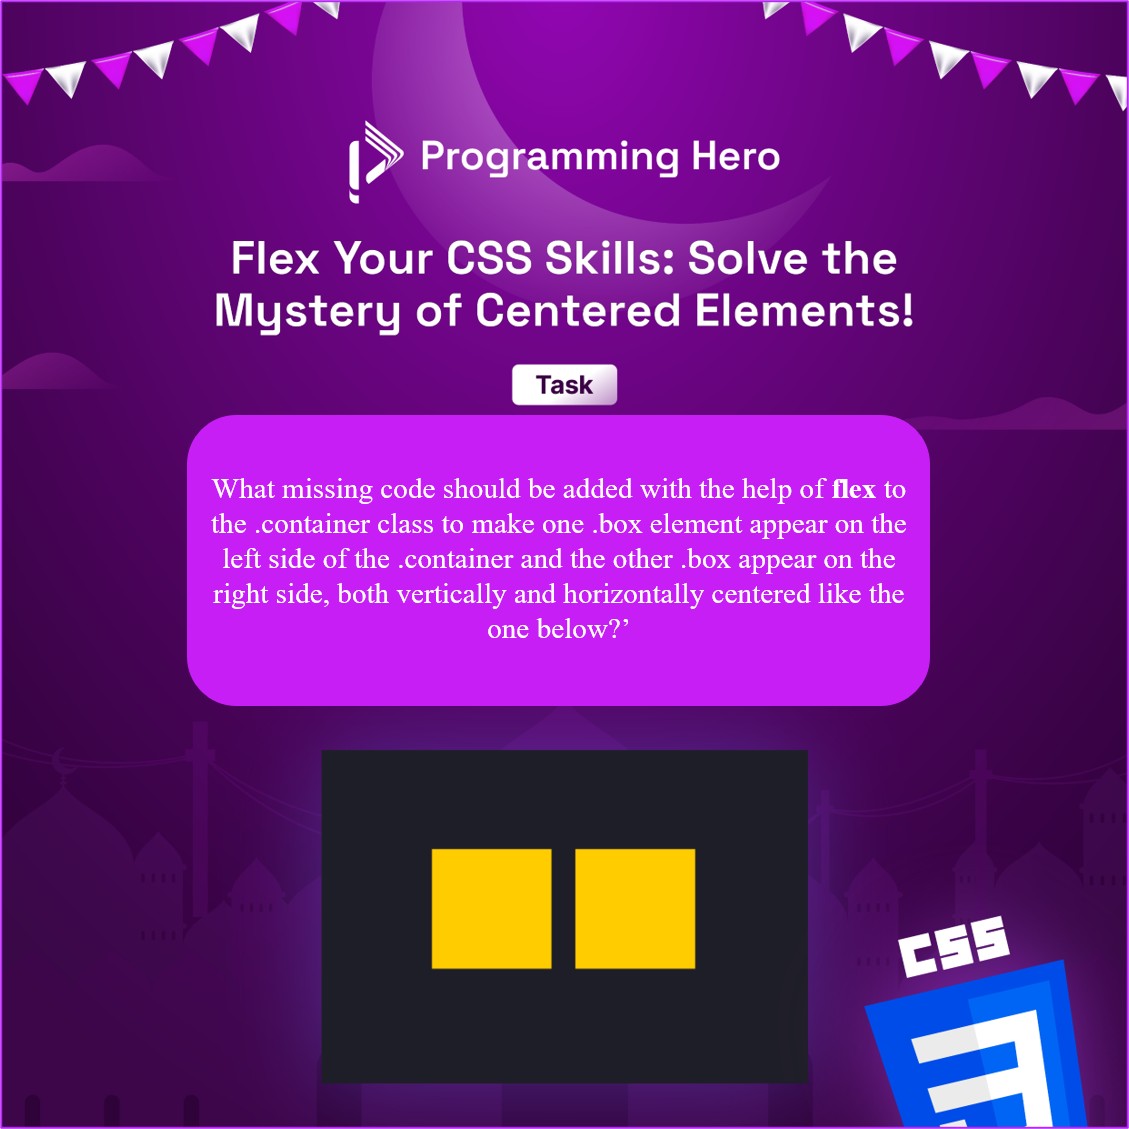 Programming Hero
Flex Your CSS Skills: Solve the
Mystery of Centered Elements!
Task
What missing code should be added with the help of flex to
the .container class to make one .box element appear on the
left side of the .container and the other .box appear on the
right side, both vertically and horizontally centered like the
one below?’
CSS